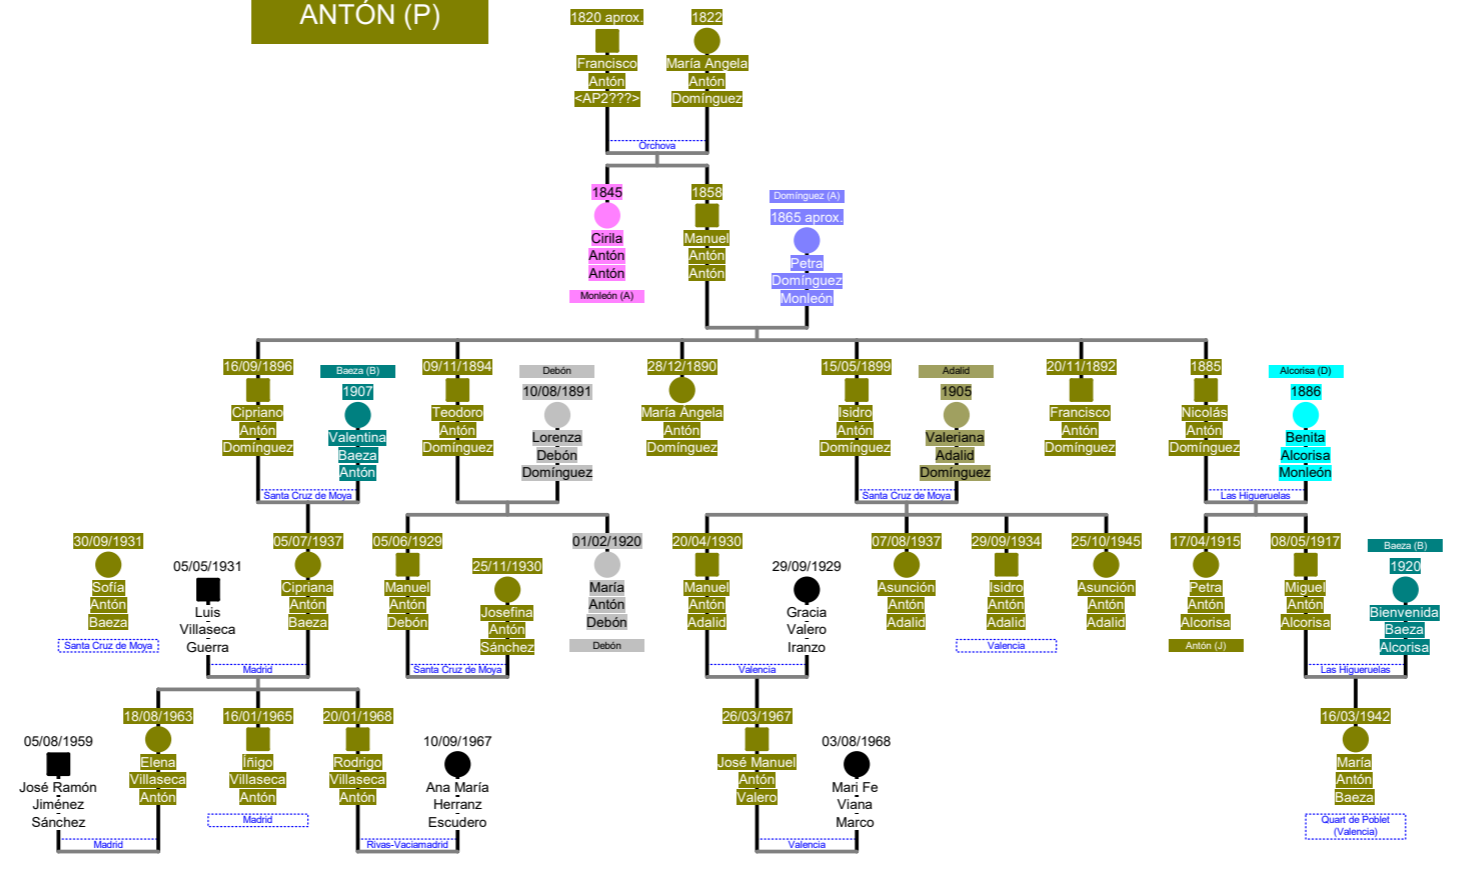 ANTÓN (P)
1820 aprox.
Francisco
Antón
<AP2???>
1822
María Angela
Antón
Domínguez
Orchova
1845
Cirila
Antón
Antón
Monleón (A)
1858
Manuel
Antón
Antón
Domínguez (A)
1865 aprox.
Petra
Domínguez
Monleón
16/09/1896
Cipriano
Antón
Domínguez
Baeza (B)
1907
Valentina
Baeza
Antón
Santa Cruz de Moya
09/11/1894
Teodoro
Antón
Domínguez
Debón
10/08/1891
Lorenza
Debón
Domínguez
28/12/1890
María Ángela
Antón
Domínguez
15/05/1899
Isidro
Antón
Domínguez
Adalid
1905
Valeriana
Adalid
Domínguez
Santa Cruz de Moya
20/11/1892
Francisco
Antón
Domínguez
1885
Nicolás
Antón
Domínguez
Alcorisa (D)
1886
Benita
Alcorisa
Monleón
Las Higueruelas
30/09/1931
Sofía
Antón
Baeza
Santa Cruz de Moya
05/05/1931
Luis
Villaseca
Guerra
05/07/1937
Cipriana
Antón
Baeza
Madrid
05/06/1929
Manuel
Antón
Debón
25/11/1930
Josefina
Antón
Sánchez
Santa Cruz de Moya
01/02/1920
María
Antón
Debón
Debón
20/04/1930
Manuel
Antón
Adalid
29/09/1929
Gracia
Valero
Iranzo
Valencia
07/08/1937
Asunción
Antón
Adalid
29/09/1934
Isidro
Antón
Adalid
Valencia
25/10/1945
Asunción
Antón
Adalid
17/04/1915
Petra
Antón
Alcorisa
Antón (J)
08/05/1917
Miguel
Antón
Alcorisa
Baeza (B)
1920
Bienvenida
Baeza
Alcorisa
Las Higueruelas
05/08/1959
José Ramón
Jiménez
Sánchez
18/08/1963
Elena
Villaseca
Antón
Madrid
16/01/1965
Íñigo
Villaseca
Antón
Madrid
20/01/1968
Rodrigo
Villaseca
Antón
10/09/1967
Ana María
Herranz
Escudero
Rivas-Vaciamadrid
26/03/1967
José Manuel
Antón
Valero
03/08/1968
Mari Fe
Viana
Marco
Valencia
16/03/1942
María
Antón
Baeza
Quart de Poblet
(Valencia)